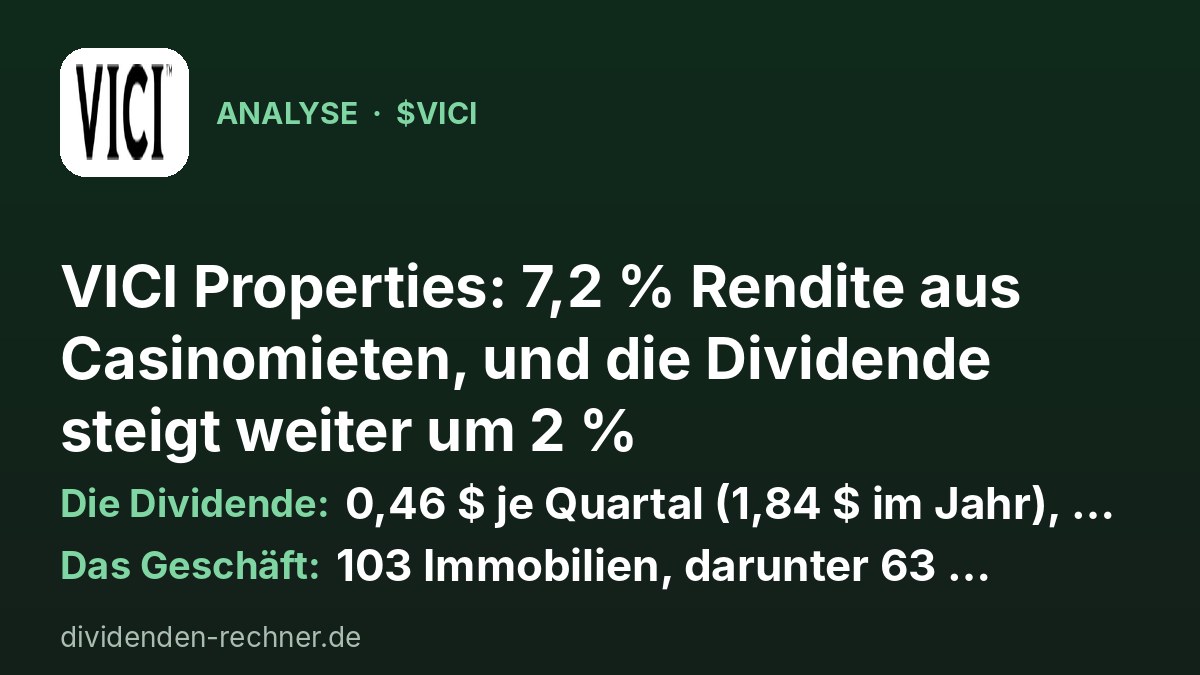 VICI™
ANALYSE · $VICI
VICI Properties: 7,2 % Rendite aus
Casinomieten, und die Dividende
steigt weiter um 2 %
Die Dividende: 0,46 $ je Quartal (1,84 $ im Jahr), …
Das Geschäft: 103 Immobilien, darunter 63 …
dividenden-rechner.de